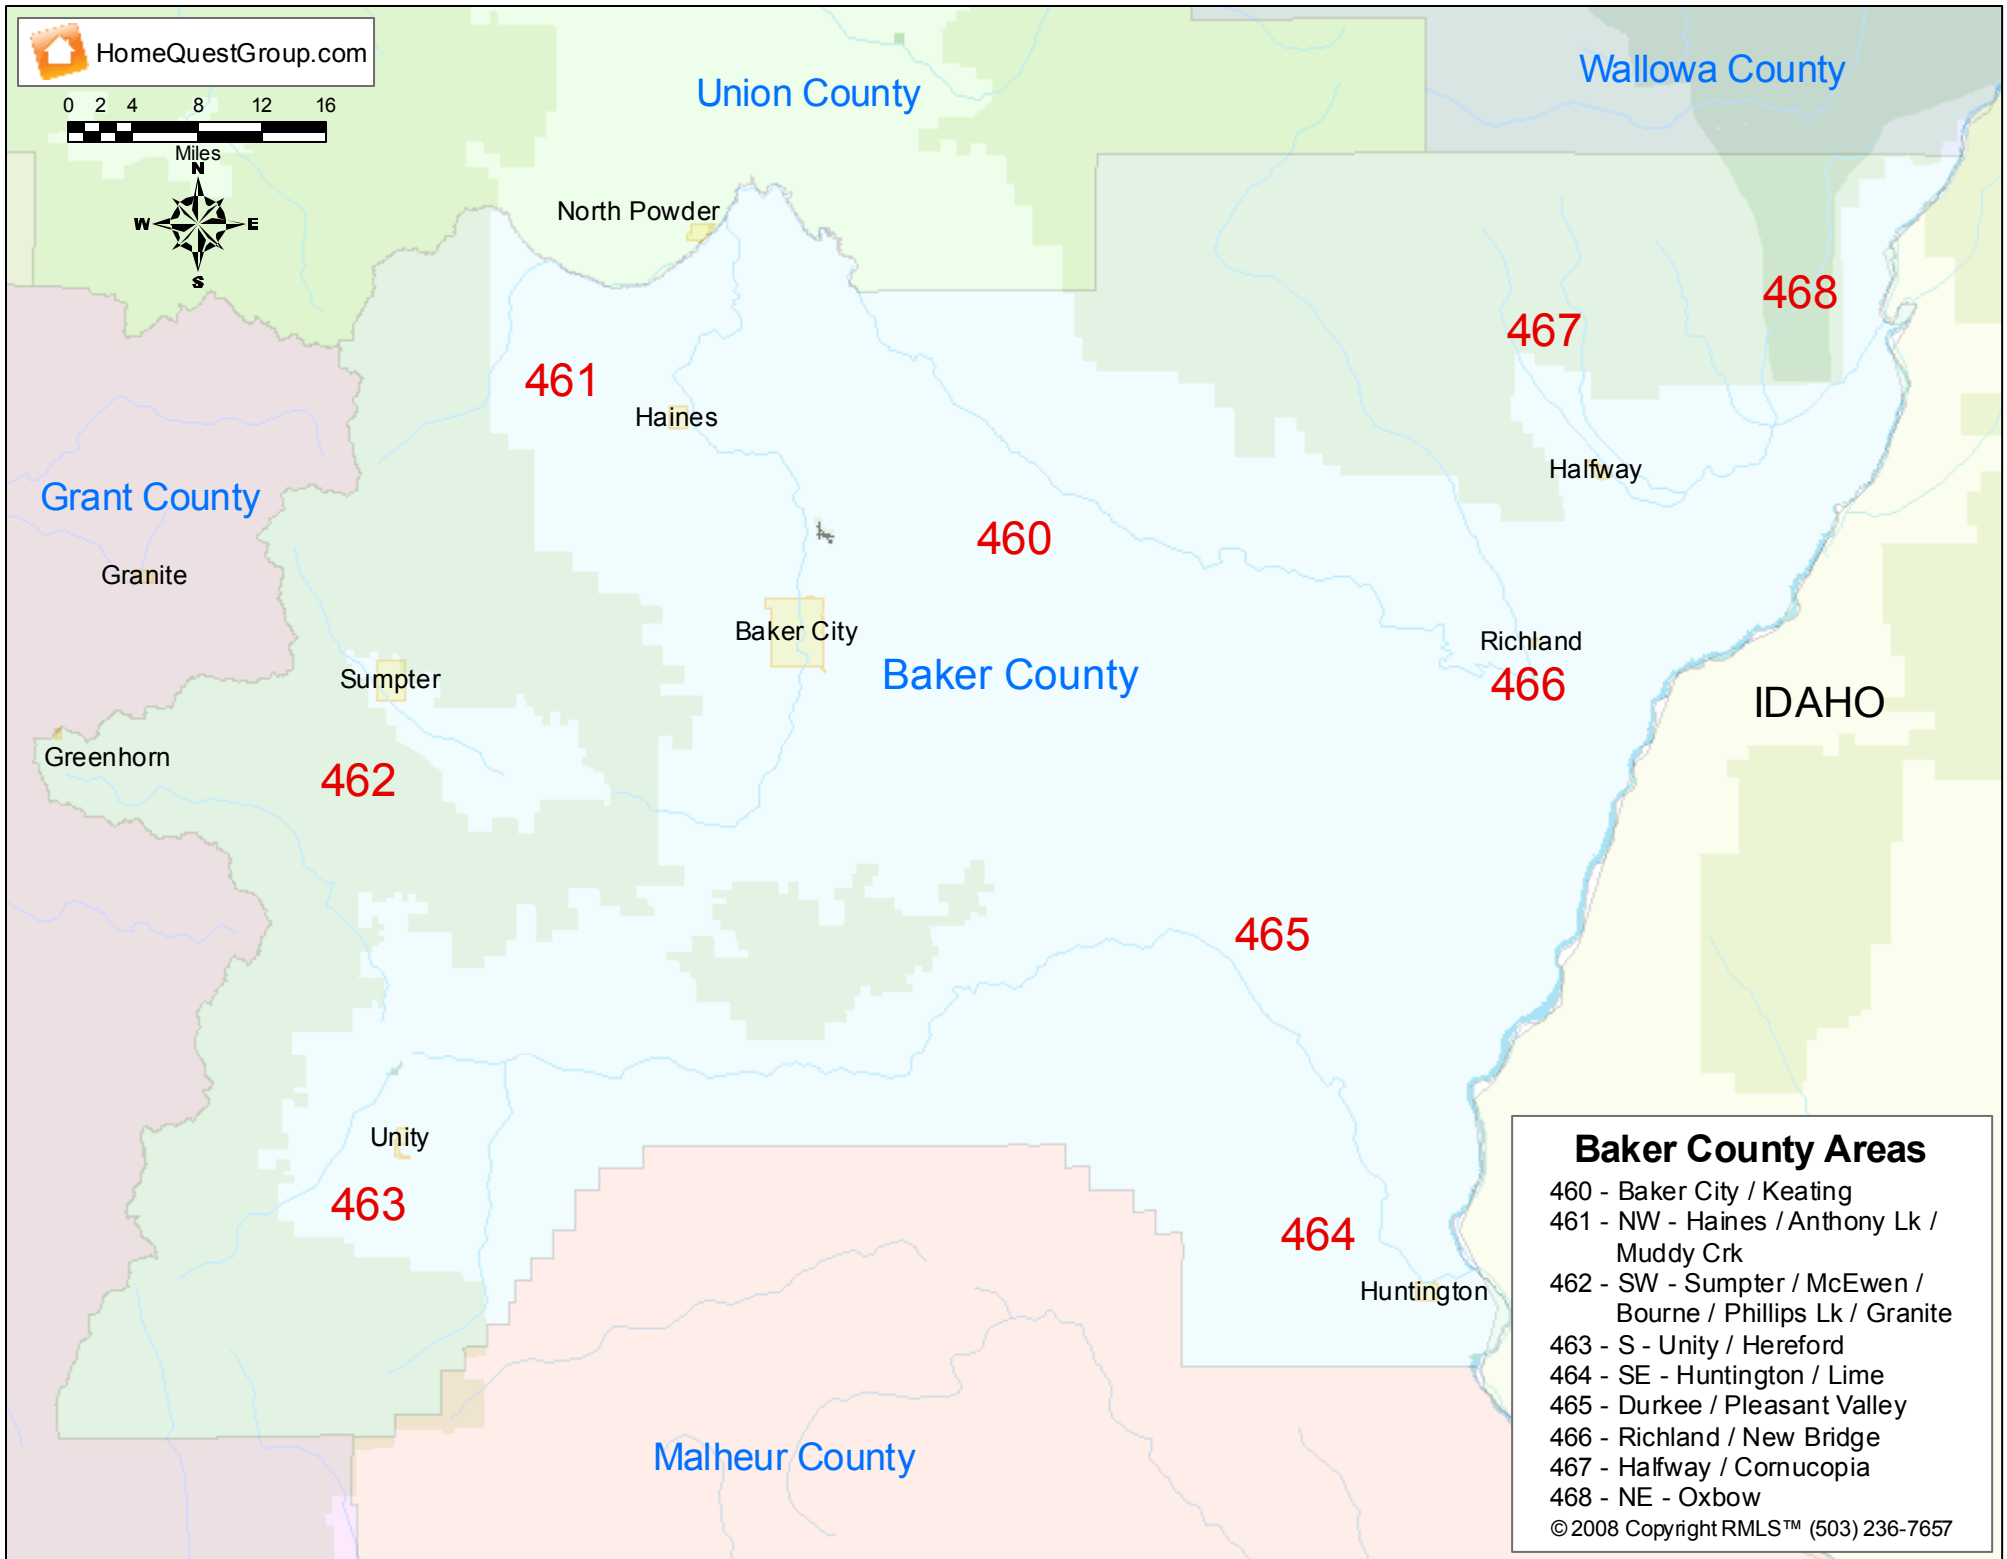 HomeQuestGroup.com
0 2 4 8 12 16
Miles
N
W E
S
Union County
Wallowa County
North Powder
468
467
461
Haines
Halfway
Grant County
460
Granite
Baker City
Richland
Baker County
Sumpter
466
IDAHO
Greenhorn
462
465
Unity
463
464
Huntington
Malheur County
Baker County Areas
460 - Baker City / Keating
461 - NW - Haines / Anthony Lk /
Muddy Crk
462 - SW - Sumpter / McEwen /
Bourne / Phillips Lk / Granite
463 - S - Unity / Hereford
464 - SE - Huntington / Lime
465 - Durkee / Pleasant Valley
466 - Richland / New Bridge
467 - Halfway / Cornucopia
468 - NE - Oxbow
© 2008 Copyright RMLS™ (503) 236-7657